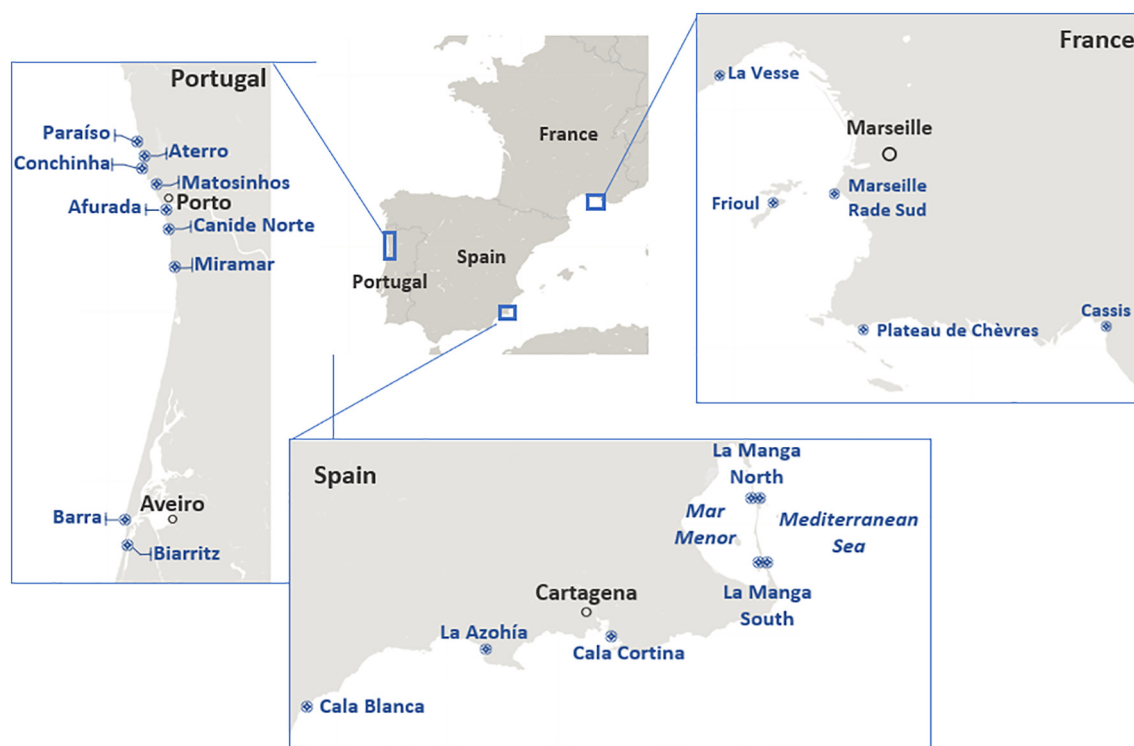 Portugal
Paraíso
Aterro
Conchinha
Matosinhos
Porto
Afurada
Canide Norte
Miramar
Aveiro
Barra
Biarritz
France
Spain
Portugal
France
La Vesse
Marseille
Marseille
Rade Sud
Frioul
Plateau de Chèvres
Cassis
Spain
La Manga
North
Mar
Menor
Mediterranean
Sea
La Manga
South
Cartagena
La Azohía
Cala Cortina
Cala Blanca